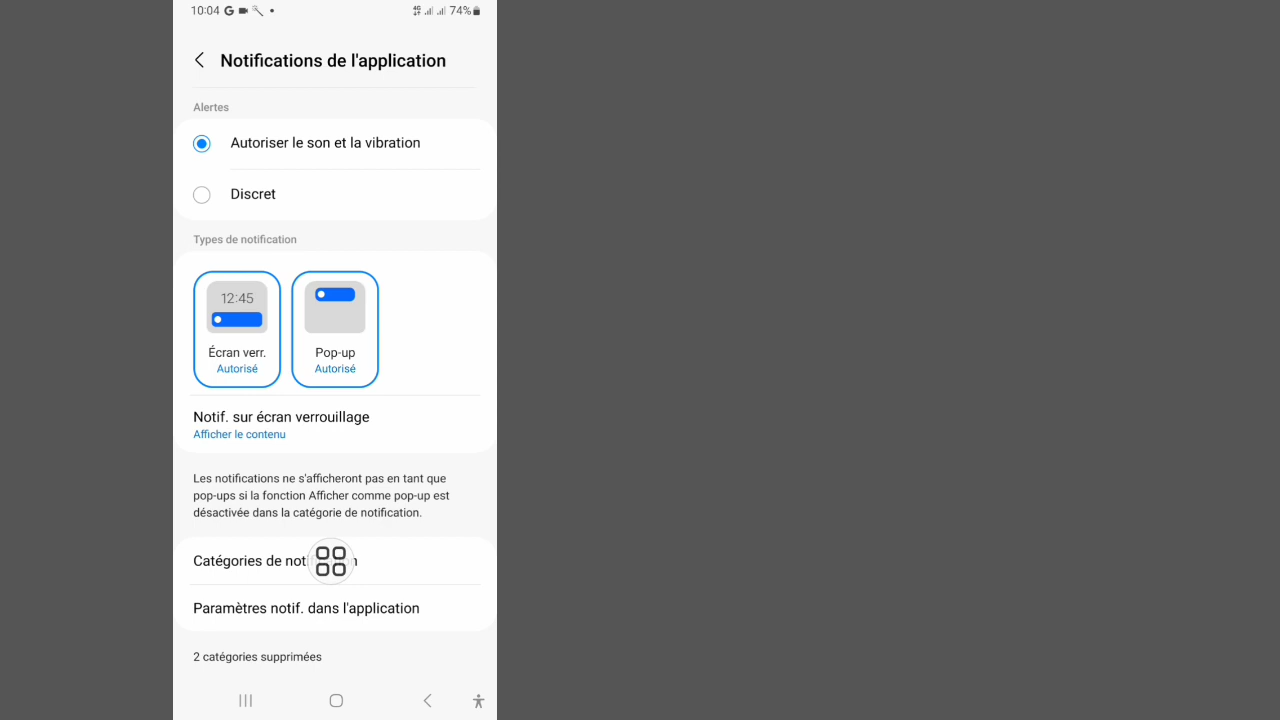 10:04 G 4G 74%
Notifications de l'application
Alertes
Autoriser le son et la vibration
Discret
Types de notification
12:45
Écran verr. Pop-up
Autorisé Autorisé
Notif. sur écran verrouillage
Afficher le contenu
Les notifications ne s'afficheront pas en tant que
pop-ups si la fonction Afficher comme pop-up est
désactivée dans la catégorie de notification.
Catégories de notification
Paramètres notif. dans l'application
2 catégories supprimées